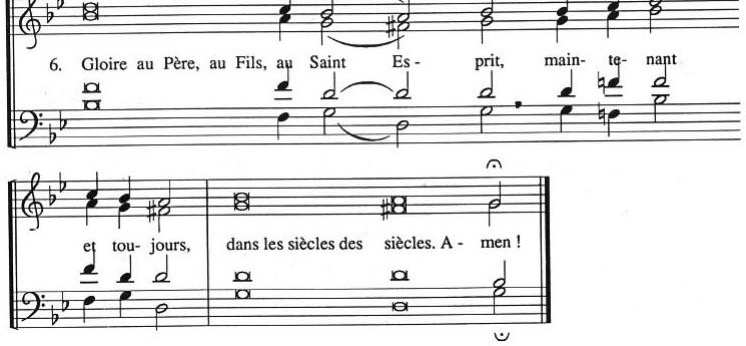 6. Gloire au Père, au Fils, au Saint Es - prit, main- te- nant
et tou- jours, dans les siècles des siècles. A - men !